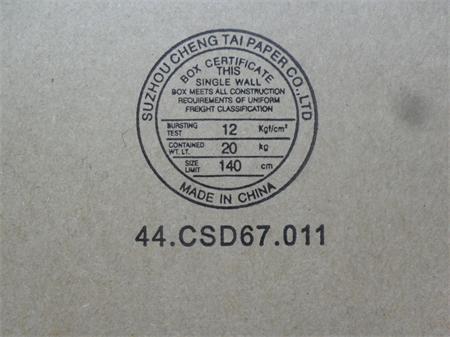 SUZHOU CHENG TAI PAPER CO.,LTD
BOX CERTIFICATE
THIS
SINGLE WALL
BOX MEETS ALL CONSTRUCTION
REQUIREMENTS OF UNIFORM
FREIGHT CLASSIFICATION
BURSTING TEST 12 Kgf/cm²
CONTAINED WT. LT. 20 kg
SIZE LIMIT 140 cm
MADE IN CHINA
44.CSD67.011